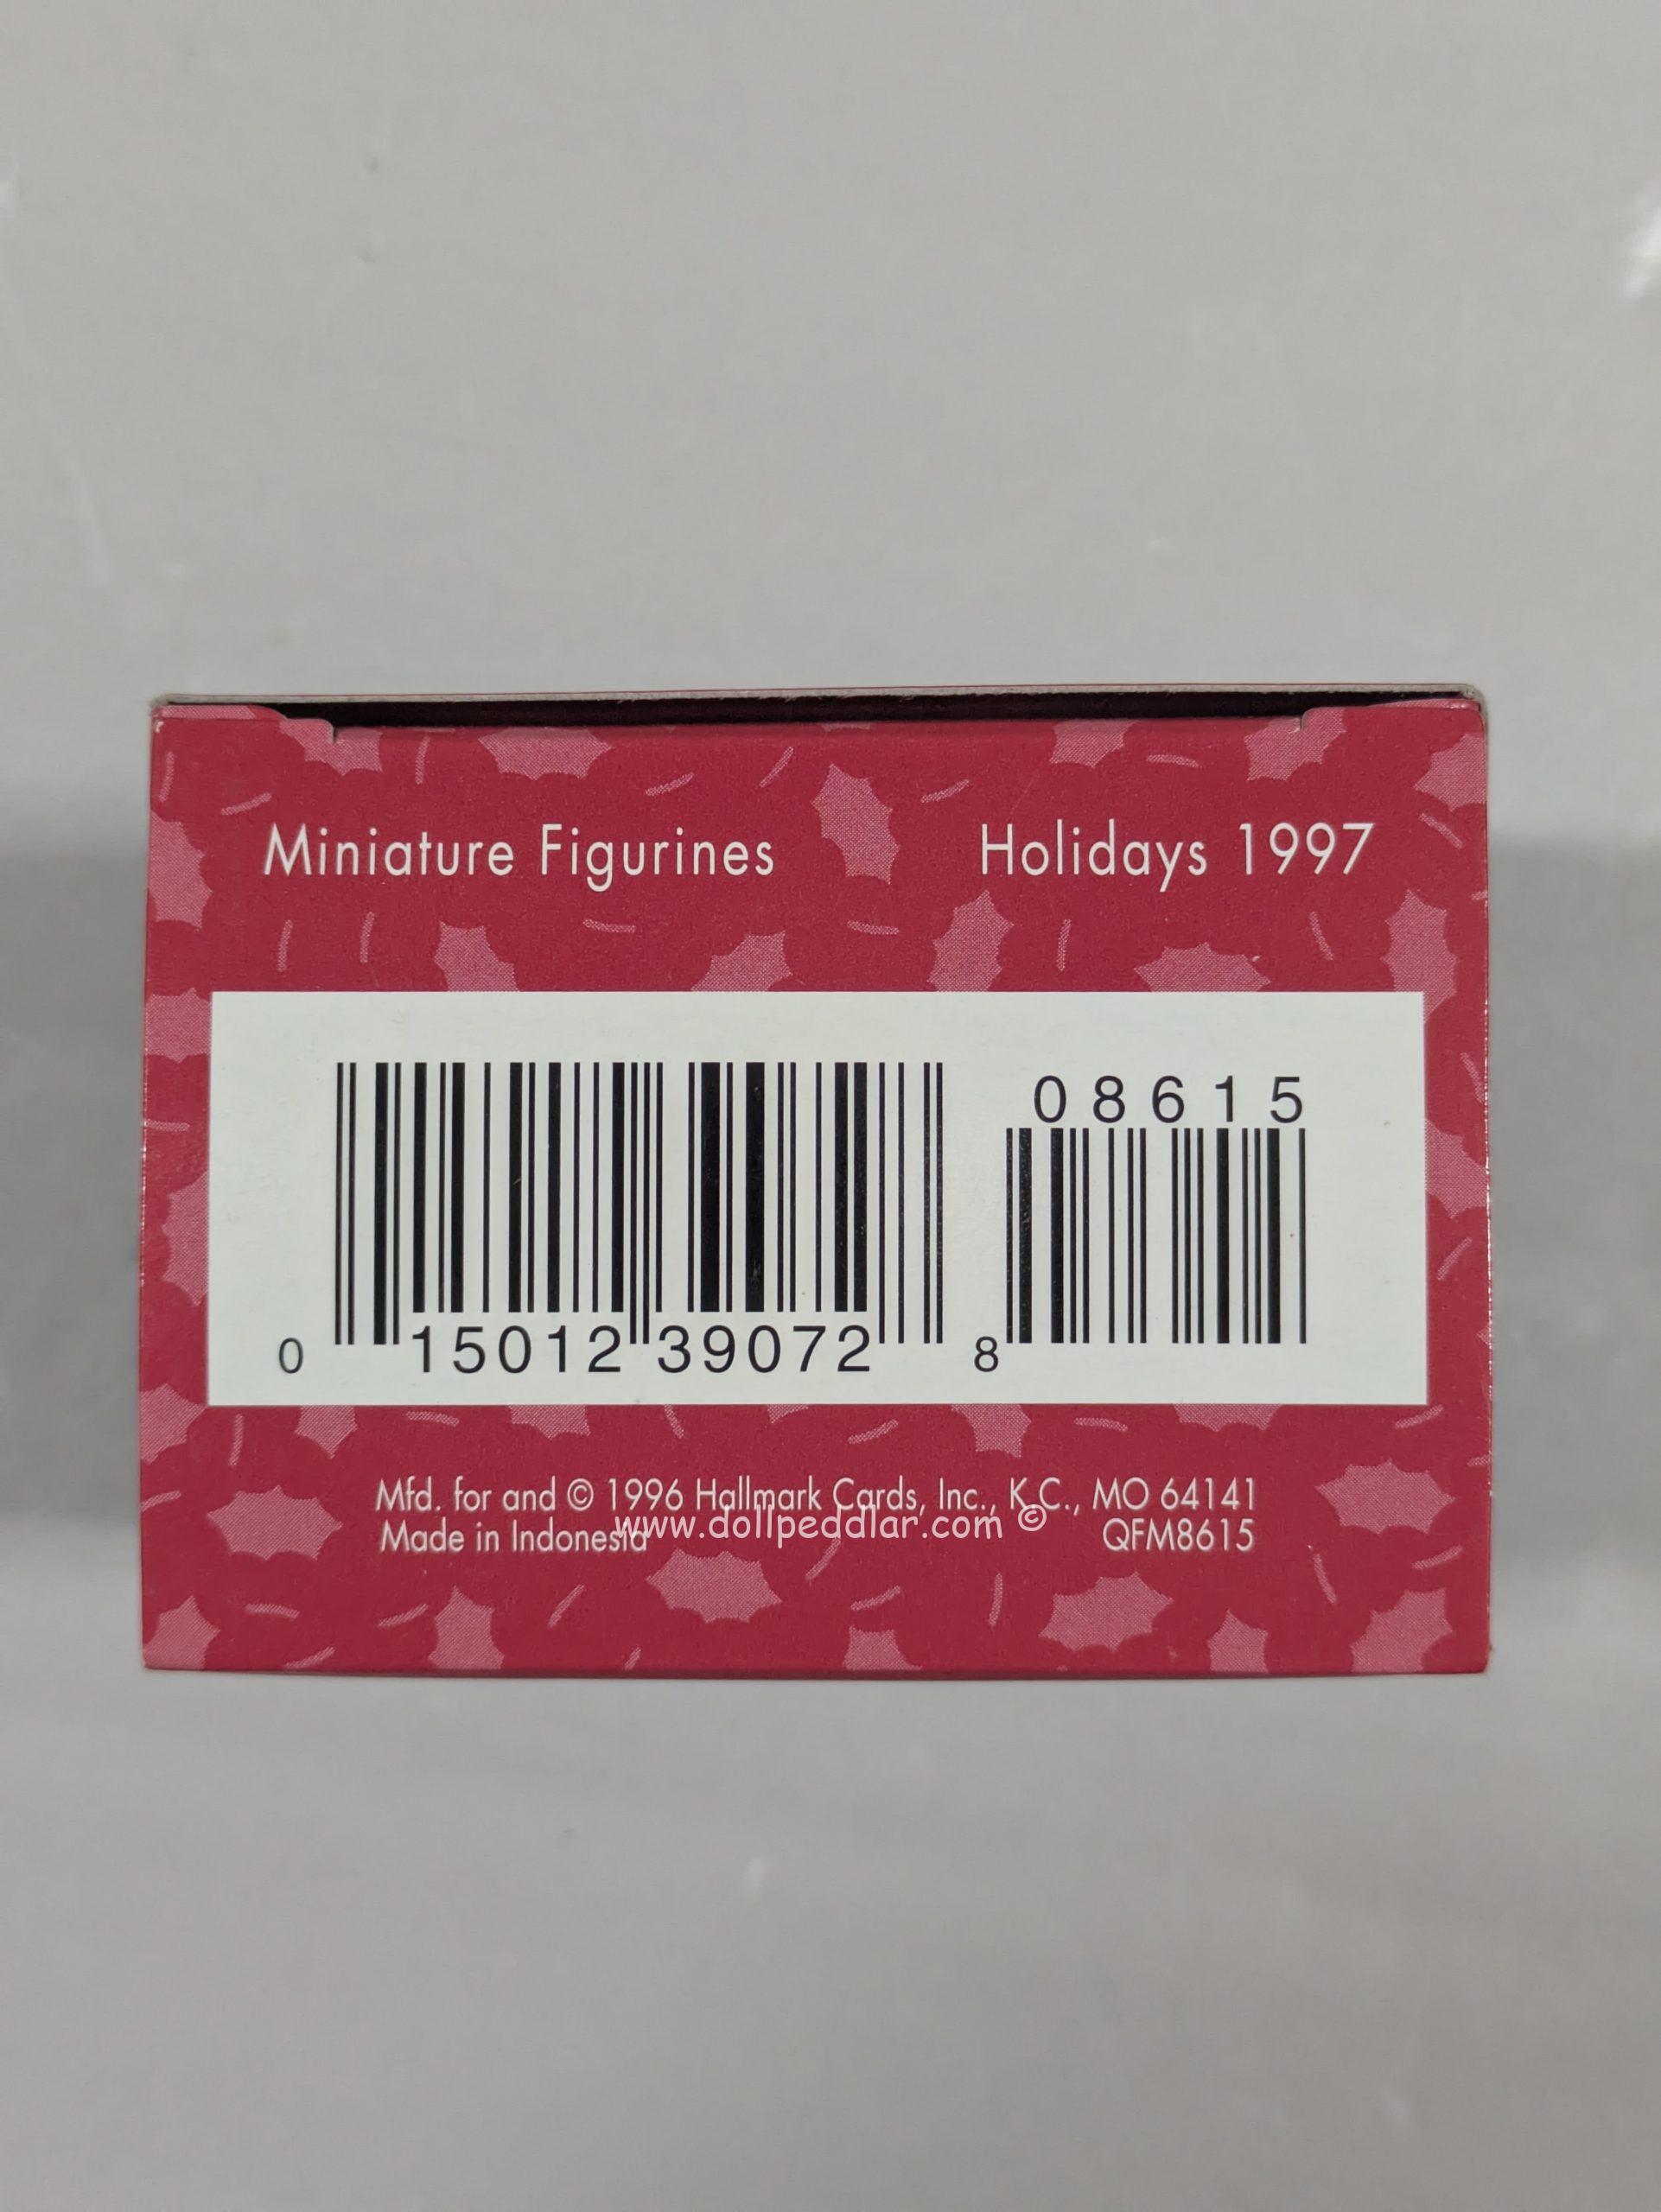 Miniature Figurines Holidays 1997
08615
0 15012 39072 8
Mfd. for and © 1996 Hallmark Cards, Inc., K.C., MO 64141
Made in Indonesia QFM8615
www.dollpeddlar.com ©